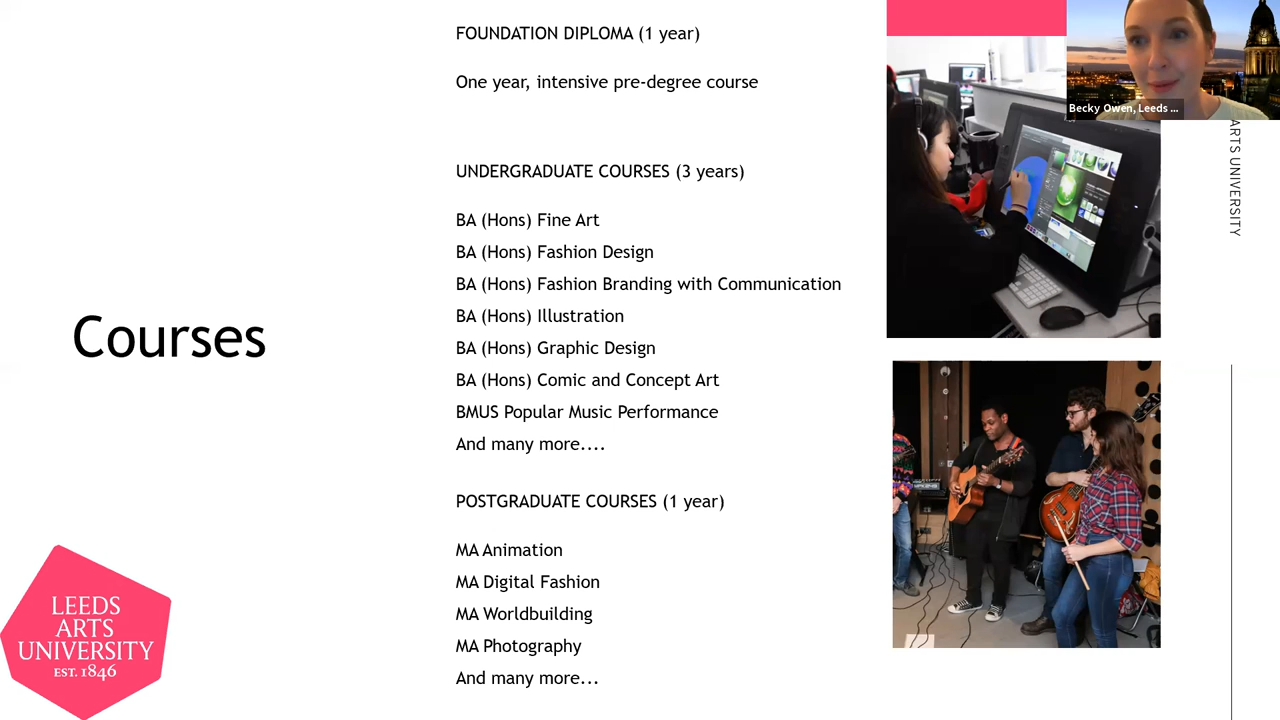 FOUNDATION DIPLOMA (1 year)
One year, intensive pre-degree course
UNDERGRADUATE COURSES (3 years)
BA (Hons) Fine Art
BA (Hons) Fashion Design
BA (Hons) Fashion Branding with Communication
BA (Hons) Illustration
BA (Hons) Graphic Design
BA (Hons) Comic and Concept Art
BMUS Popular Music Performance
And many more....
POSTGRADUATE COURSES (1 year)
MA Animation
MA Digital Fashion
MA Worldbuilding
MA Photography
And many more...
Courses
LEEDS
ARTS
UNIVERSITY
EST. 1846
Becky Owen, Leeds ...
ARTS UNIVERSITY